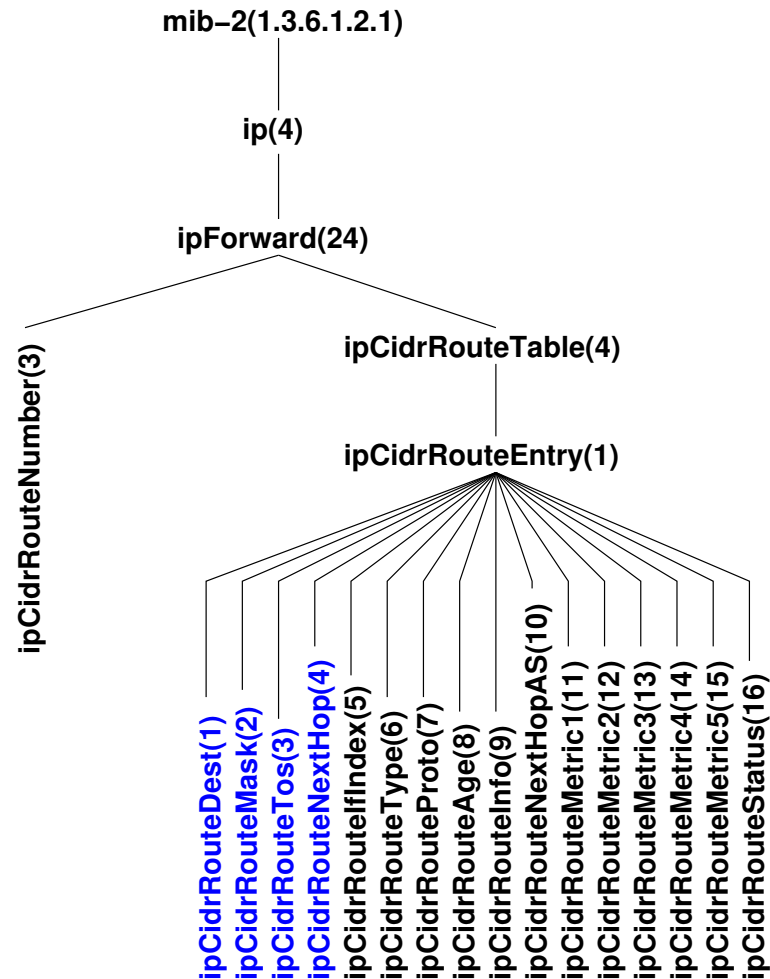 mib−2(1.3.6.1.2.1)
ip(4)
ipForward(24)
ipCidrRouteNumber(3)
ipCidrRouteTable(4)
ipCidrRouteEntry(1)
ipCidrRouteDest(1)
ipCidrRouteMask(2)
ipCidrRouteTos(3)
ipCidrRouteNextHop(4)
ipCidrRouteIfIndex(5)
ipCidrRouteType(6)
ipCidrRouteProto(7)
ipCidrRouteAge(8)
ipCidrRouteInfo(9)
ipCidrRouteNextHopAS(10)
ipCidrRouteMetric1(11)
ipCidrRouteMetric2(12)
ipCidrRouteMetric3(13)
ipCidrRouteMetric4(14)
ipCidrRouteMetric5(15)
ipCidrRouteStatus(16)